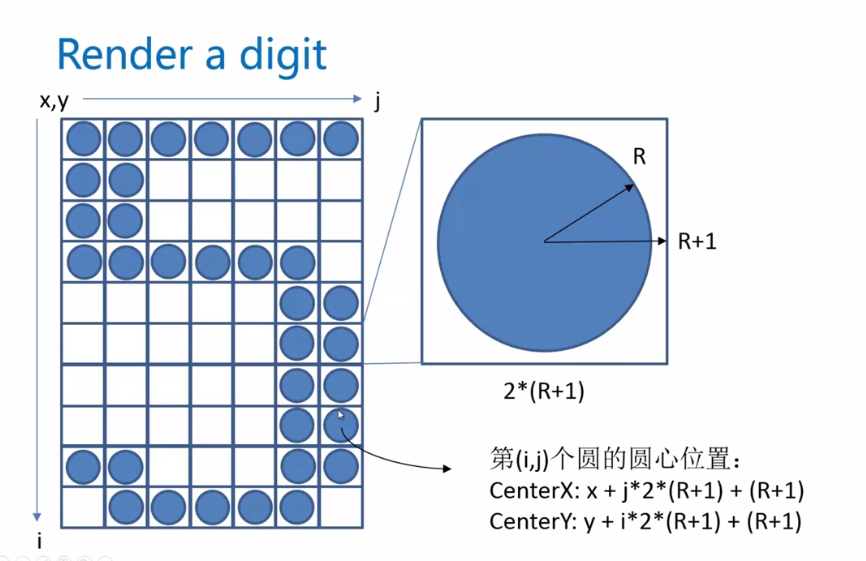 Render a digit
x,y
j
R
R+1
2*(R+1)
第(i,j)个圆的圆心位置：
CenterX: x + j*2*(R+1) + (R+1)
CenterY: y + i*2*(R+1) + (R+1)
i